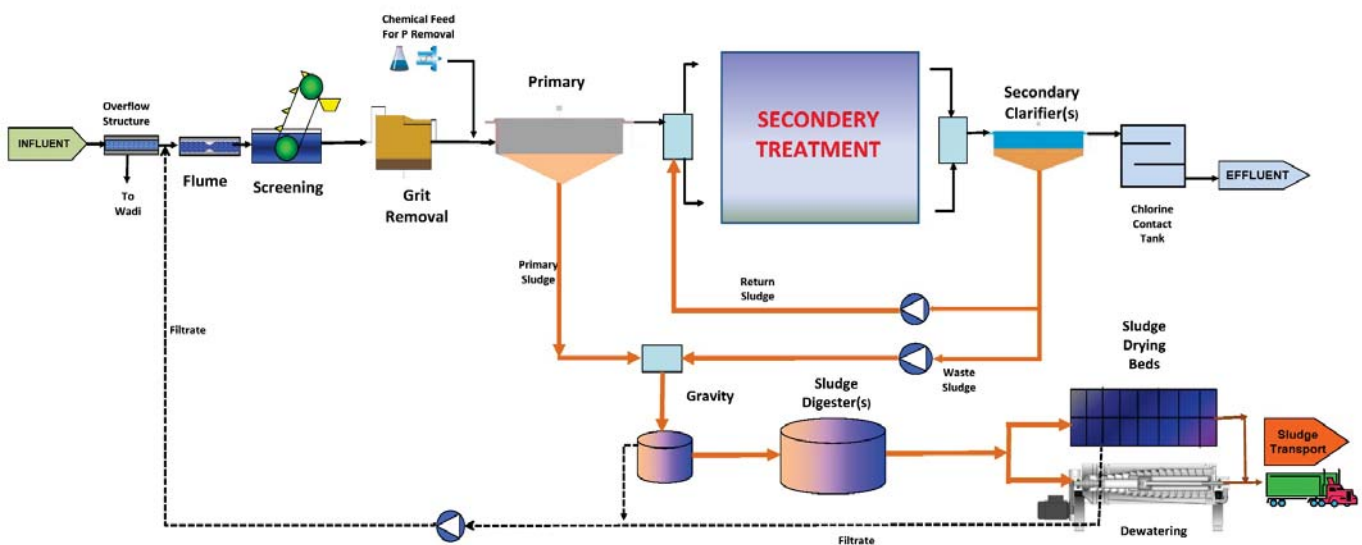 Chemical Feed
For P Removal
Primary
Overflow
Structure
INFLUENT
Flume
Screening
To
Wadi
Grit
Removal
SECONDERY
TREATMENT
Secondary
Clarifier(s)
EFFLUENT
Chlorine
Contact
Tank
Primary
Sludge
Return
Sludge
Filtrate
Waste
Sludge
Sludge
Drying
Beds
Gravity
Sludge
Digester(s)
Sludge
Transport
Dewatering
Filtrate